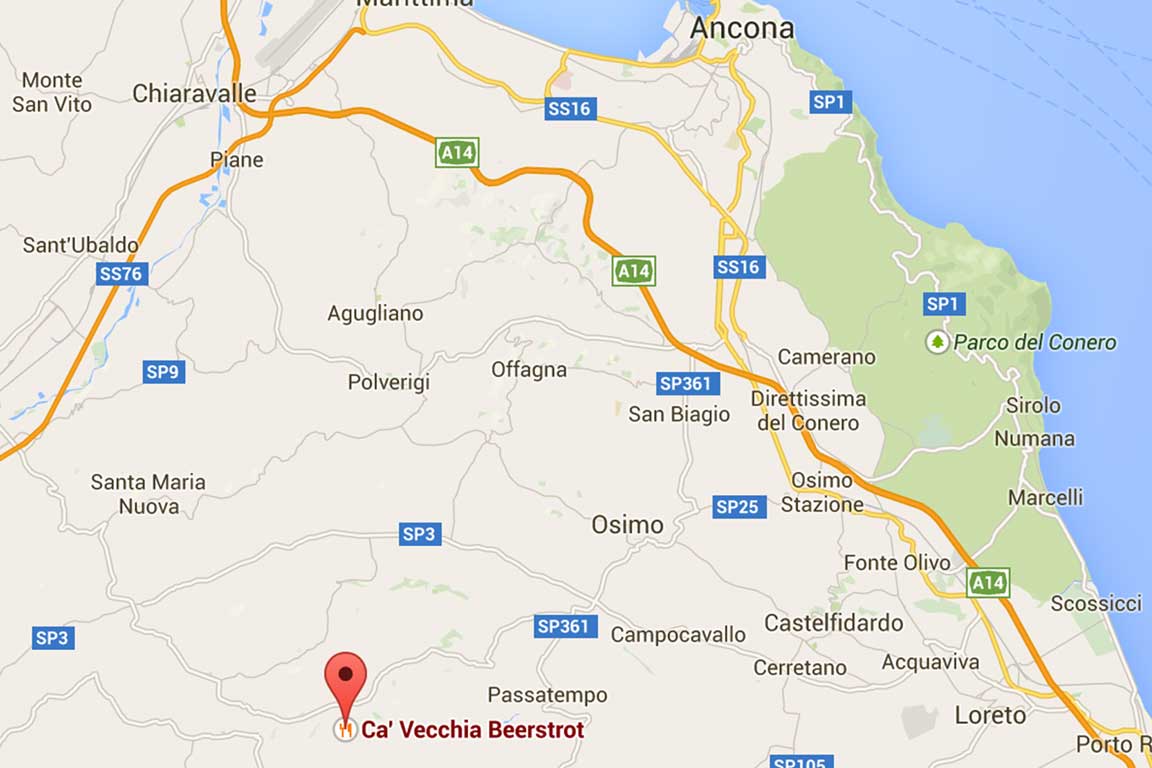 Marittima
Ancona
Monte
San Vito
Chiaravalle
SS16
SP1
A14
Piane
Sant'Ubaldo
SS76
A14
SS16
SP1
Agugliano
Parco del Conero
Camerano
SP9
Polverigi
Offagna
SP361
San Biagio
Direttissima
del Conero
Sirolo
Numana
Santa Maria
Nuova
Osimo
Stazione
Marcelli
SP25
Osimo
SP3
Fonte Olivo
A14
Scossicci
SP3
SP361
Campocavallo
Castelfidardo
Cerretano
Acquaviva
Passatempo
Ca' Vecchia Beerstrot
Loreto
Porto R
SP105